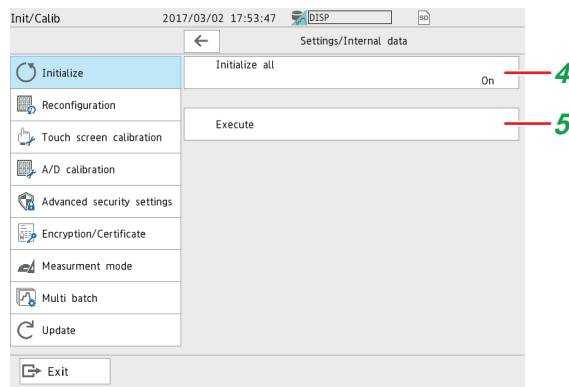 Init/Calib 2017/03/02 17:53:47 DISP SD
← Settings/Internal data
Initialize
Initialize all
On
4
Reconfiguration
Execute
5
Touch screen calibration
A/D calibration
Advanced security settings
Encryption/Certificate
Measurment mode
Multi batch
Update
Exit